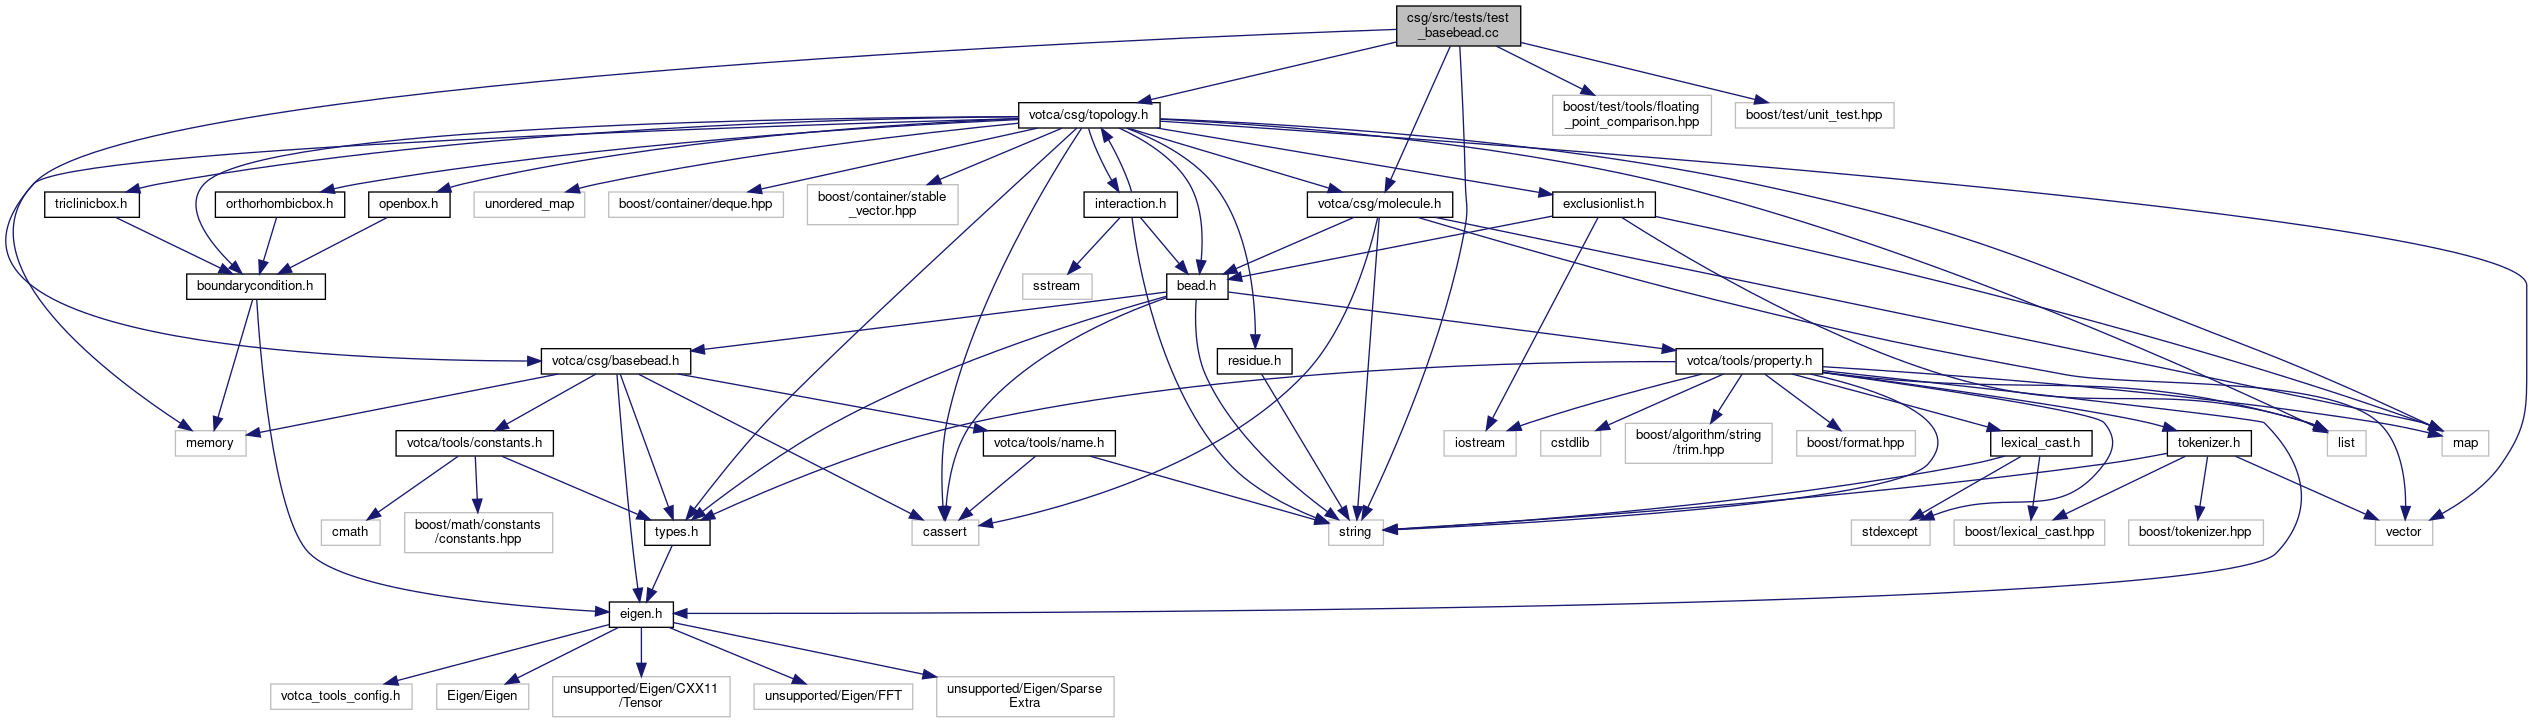 csg/src/tests/test
_basebead.cc
votca/csg/topology.h
boost/test/tools/floating
_point_comparison.hpp
boost/test/unit_test.hpp
triclinicbox.h
orthorhombicbox.h
openbox.h
unordered_map
boost/container/deque.hpp
boost/container/stable
_vector.hpp
interaction.h
votca/csg/molecule.h
exclusionlist.h
boundarycondition.h
sstream
bead.h
votca/csg/basebead.h
residue.h
votca/tools/property.h
memory
votca/tools/constants.h
votca/tools/name.h
iostream
cstdlib
boost/algorithm/string
/trim.hpp
boost/format.hpp
lexical_cast.h
tokenizer.h
list
map
cmath
boost/math/constants
/constants.hpp
types.h
cassert
string
stdexcept
boost/lexical_cast.hpp
boost/tokenizer.hpp
vector
eigen.h
votca_tools_config.h
Eigen/Eigen
unsupported/Eigen/CXX11
/Tensor
unsupported/Eigen/FFT
unsupported/Eigen/Sparse
Extra